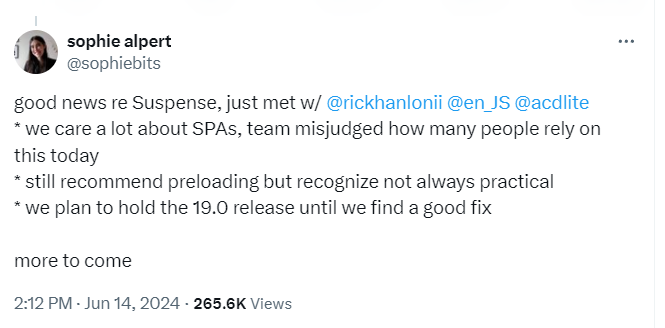 sophie alpert
@sophiebits
good news re Suspense, just met w/ @rickhanlonii @en_JS @acdlite
* we care a lot about SPAs, team misjudged how many people rely on
this today
* still recommend preloading but recognize not always practical
* we plan to hold the 19.0 release until we find a good fix
more to come
2:12 PM · Jun 14, 2024 · 265.6K Views